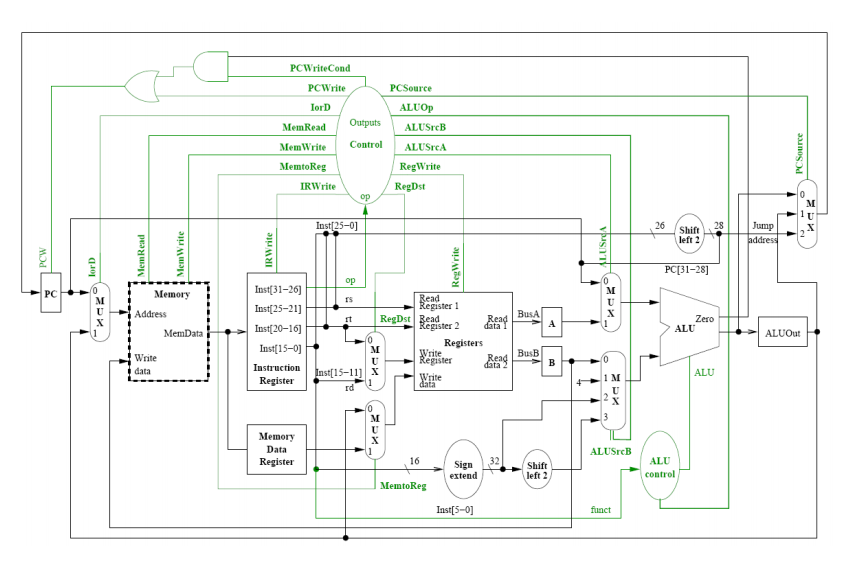 PCWriteCond
PCWrite
PCSource
IorD
ALUOp
Outputs
MemRead
ALUSrcB
Control
MemWrite
ALUSrcA
MemtoReg
RegWrite
IRWrite
RegDst
op
PCSource
Inst[25-0]
26
Shift
left 2
28
Jump
address
0
1
2
M
U
X
PCW
IorD
MemRead
MemWrite
IRWrite
RegWrite
ALUSrcA
PC[31-28]
op
PC
0
M
U
X
1
Memory
Address
MemData
Write
data
Inst[31-26]
Inst[25-21]
rs
Inst[20-16]
rt
Inst[15-0]
Instruction
Register
Inst[15-11]
rd
RegDst
0
M
U
X
1
Read
Register 1
Read
Register 2
Write
Register
Write
data
Registers
Read
data 1
Read
data 2
BusA
A
BusB
B
0
M
U
X
1
0
4
1
2
3
M
U
X
ALUSrcB
Zero
ALU
ALUOut
ALU
Memory
Data
Register
0
M
U
X
1
MemtoReg
16
Sign
extend
32
Shift
left 2
ALU
control
Inst[5-0]
funct